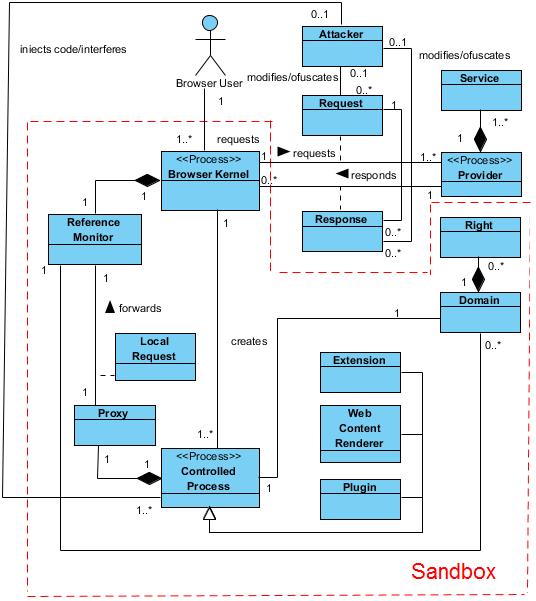 0..1
Attacker
iniects code/interferes
0..1
modifies/ofuscates
Browser User
modifies/ofuscates
0..1
Service
0..*
1
Request
1
1..*
1
1..*
requests
<<Process>>
Browser Kernel
1
requests
1..*
<<Process>>
Provider
0..*
responds
1
1
1
1
Reference
Monitor
Response
0..*
0..*
Right
0..*
1
1
1
Domain
forwards
1
0..*
Local
Request
creates
Extension
1
Proxy
Web
Content
Renderer
1..*
1
1
<<Process>>
Controlled
Process
1
Plugin
1..*
Sandbox